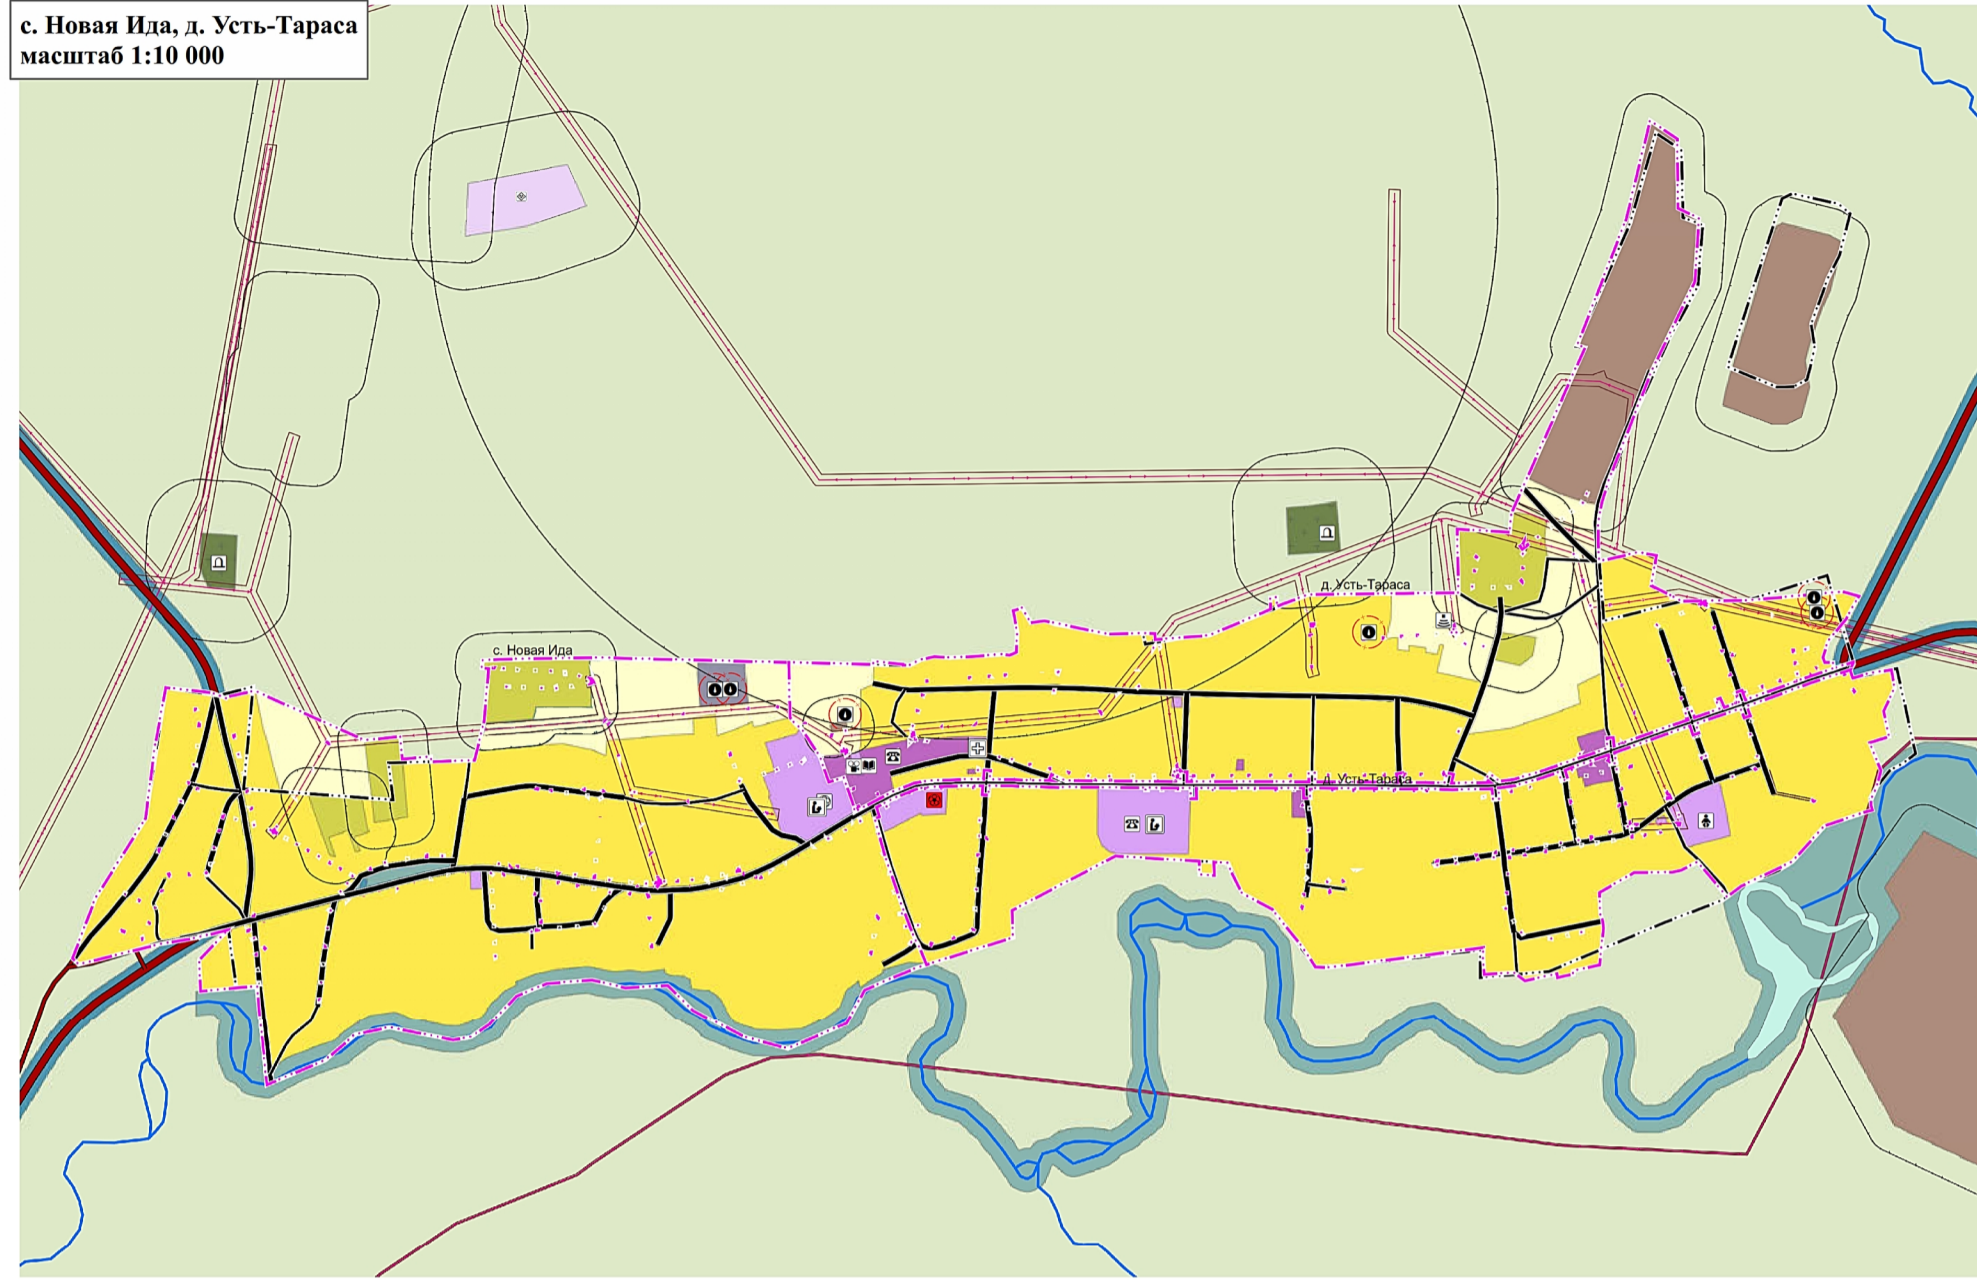 с. Новая Ида, д. Усть-Тараса
масштаб 1:10 000
д. Усть-Тараса
с. Новая Ида
д. Усть-Тараса